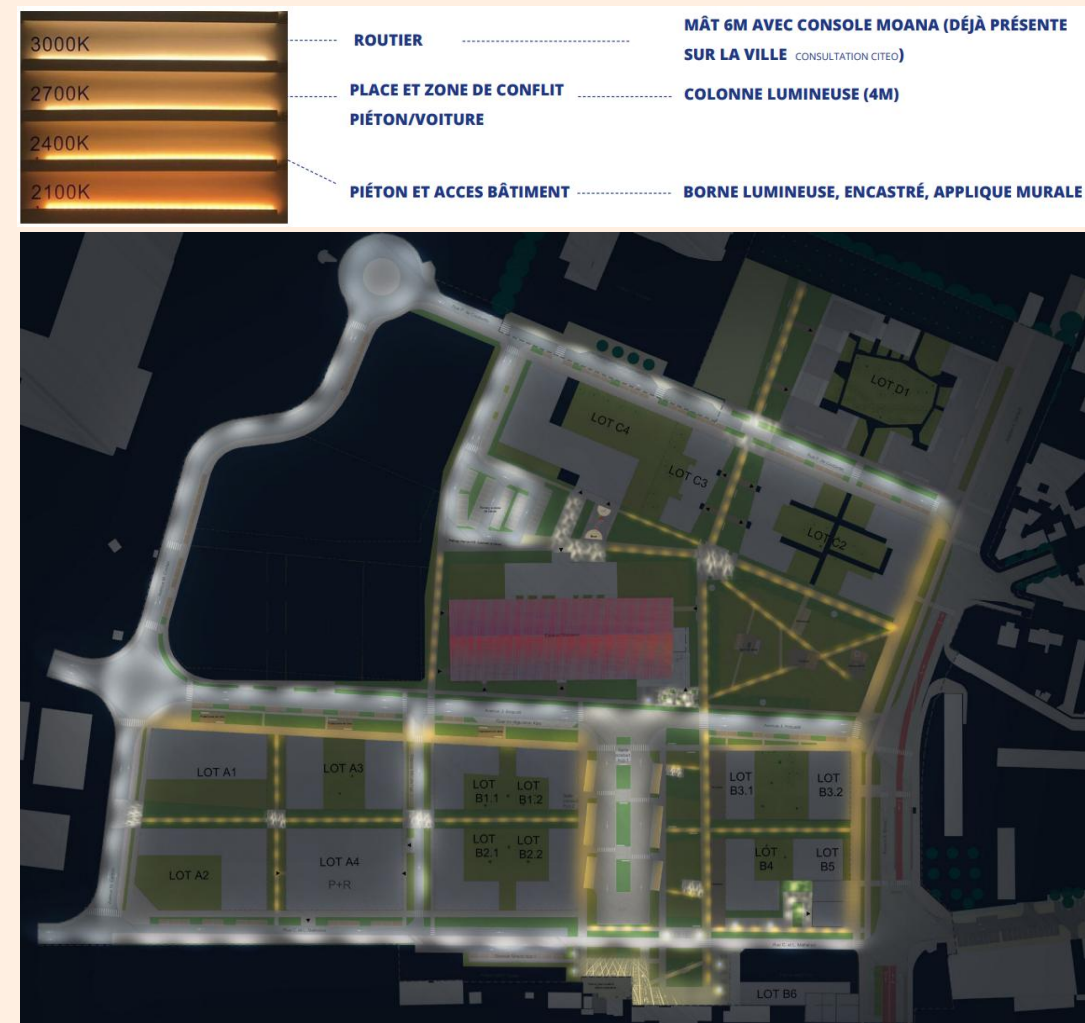 3000K
ROUTIER
MÂT 6M AVEC CONSOLE MOANA (DÉJÀ PRÉSENTE
SUR LA VILLE CONSULTATION CITEO)
2700K
PLACE ET ZONE DE CONFLIT
PIÉTON/VOITURE
COLONNE LUMINEUSE (4M)
2400K
2100K
PIÉTON ET ACCES BÂTIMENT
BORNE LUMINEUSE, ENCASTRÉ, APPLIQUE MURALE
LOT D1
LOT C4
LOT C3
LOT C2
LOT A1
LOT A3
LOT
B1.1
LOT
B1.2
LOT
B3.1
LOT
B3.2
LOT A2
LOT A4
P+R
LOT
B2.1
LOT
B2.2
LOT
B4
LOT
B5
LOT B6